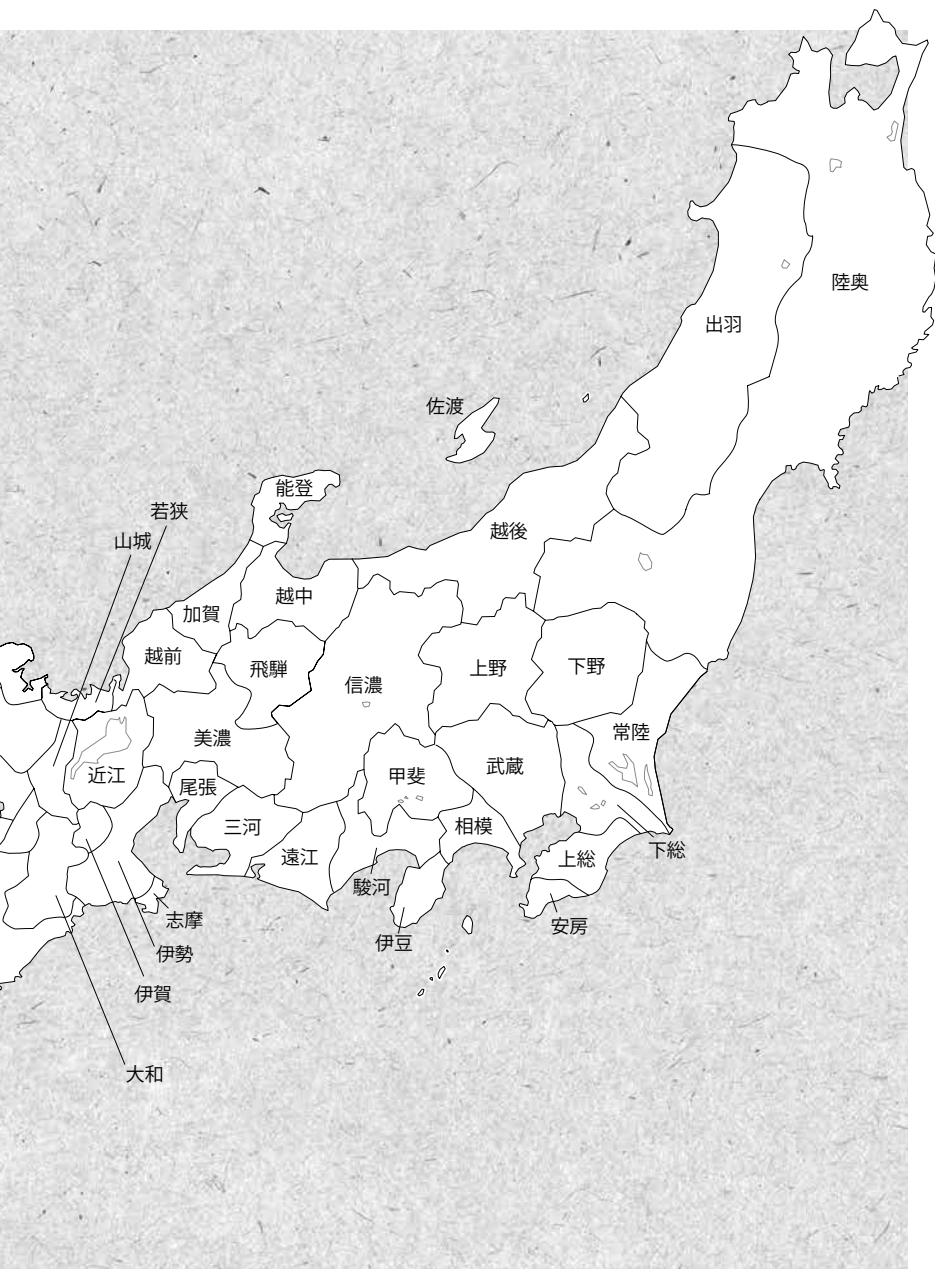 陸奥
出羽
佐渡
能登
若狭
越後
山城
越中
加賀
越前
飛騨
上野
下野
信濃
常陸
美濃
武蔵
近江
甲斐
尾張
三河
相模
下総
遠江
上総
駿河
志摩
安房
伊豆
伊勢
伊賀
大和